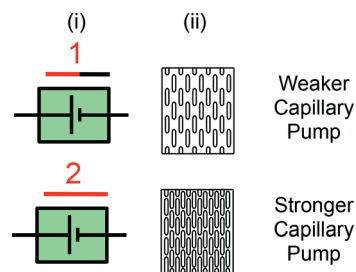 (i) (ii)
1
Weaker
Capillary
Pump
2
Stronger
Capillary
Pump